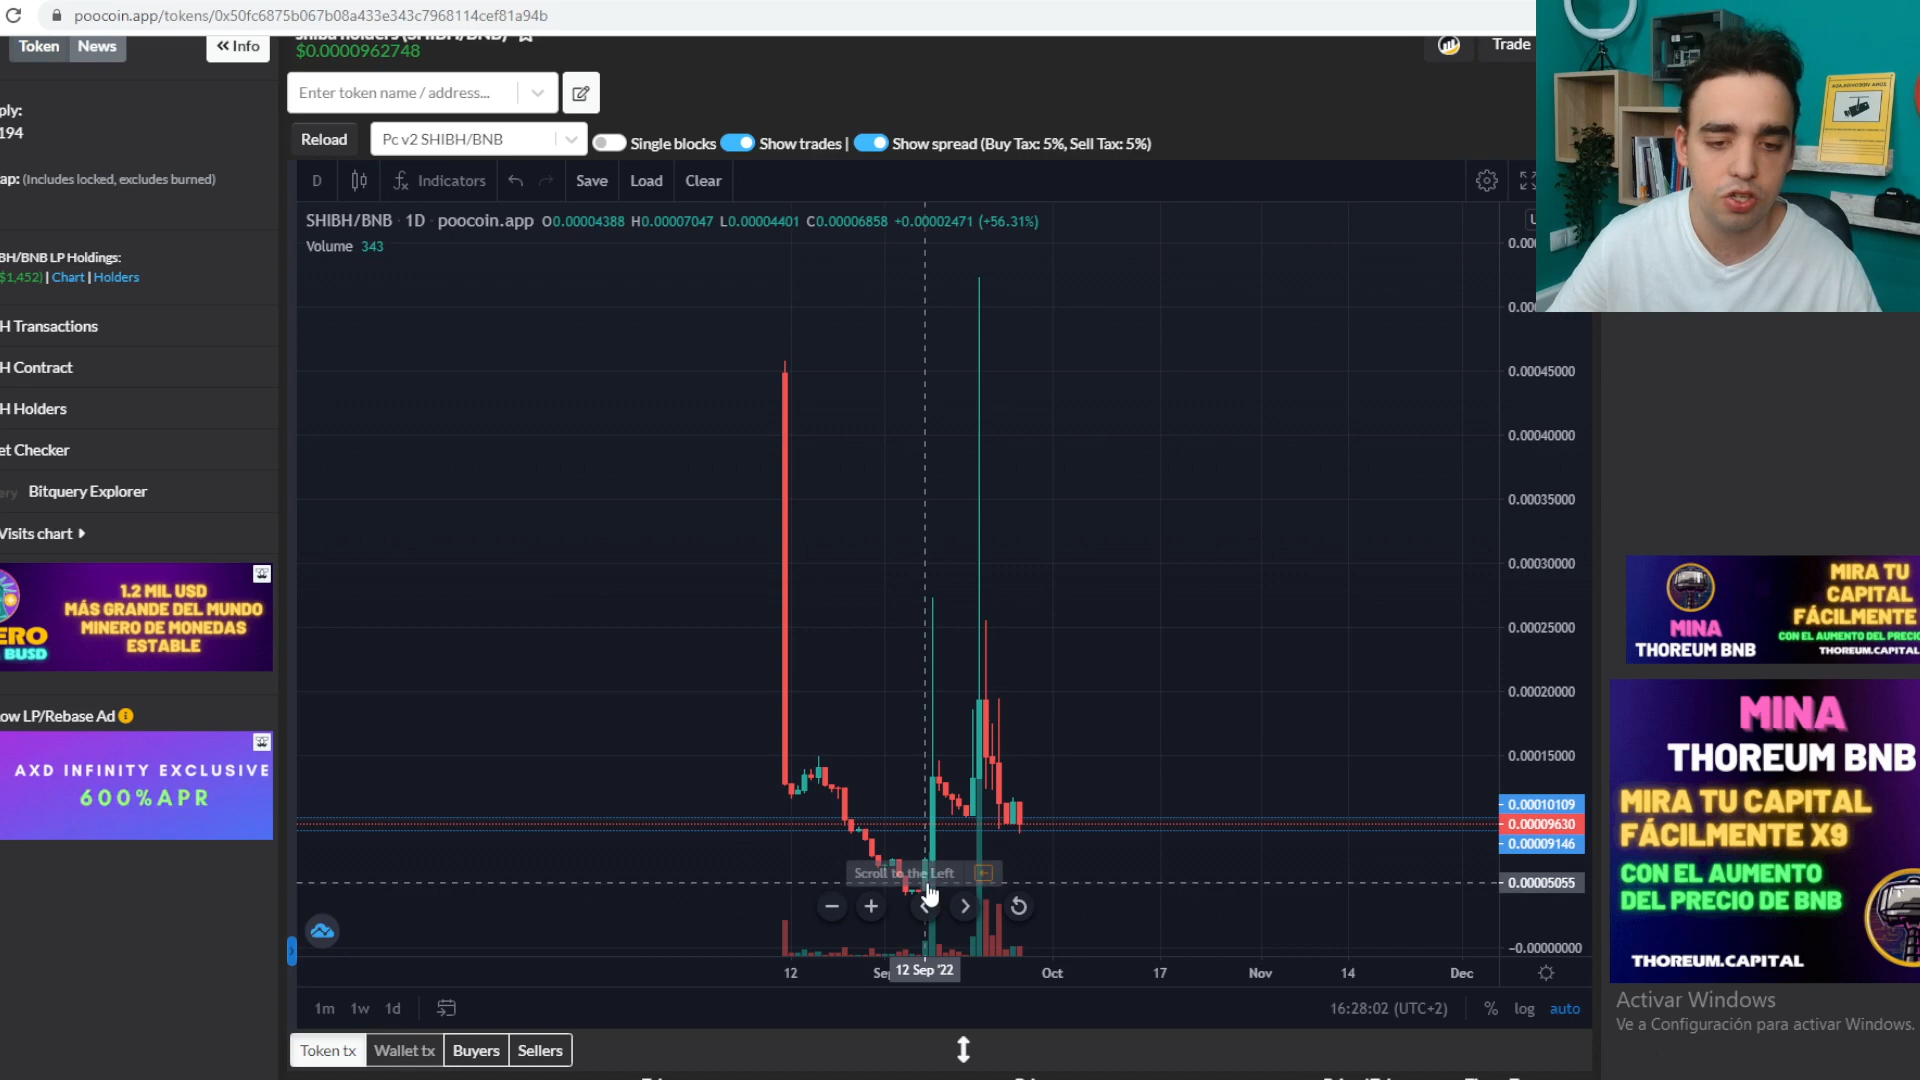 poocoin.app/tokens/0x50fc6875b067b08a433e343c7968114cef81a94b
Token
News
« Info
$0.0000962748
Trade
Enter token name / address...
ply:
194
Reload
Pc v2 SHIBH/BNB
Single blocks
Show trades |
Show spread (Buy Tax: 5%, Sell Tax: 5%)
ap: (Includes locked, excludes burned)
D
Indicators
Save
Load
Clear
SHIBH/BNB · 1D · poocoin.app O0.00004388 H0.00007047 L0.00004401 C0.00006858 +0.00002471 (+56.31%)
Volume 343
BH/BNB LP Holdings:
$1,452) | Chart | Holders
H Transactions
H Contract
H Holders
et Checker
ery Bitquery Explorer
Visits chart
1.2 MIL USD
MÁS GRANDE DEL MUNDO
MINERO DE MONEDAS
ESTABLE
ERO
BUSD
ow LP/Rebase Ad
AXD INFINITY EXCLUSIVE
600%APR
0.00
0.00
0.00045000
0.00040000
0.00035000
0.00030000
0.00025000
0.00020000
0.00015000
0.00010109
0.00009630
0.00009146
0.00005055
-0.00000000
Scroll to the Left
12
Sep
12 Sep '22
Oct
17
Nov
14
Dec
1m
1w
1d
16:28:02 (UTC+2)
%
log
auto
Token tx
Wallet tx
Buyers
Sellers
MINA
THOREUM BNB
MIRA TU
CAPITAL
FÁCILMENTE
CON EL AUMENTO DEL PRECIO
THOREUM.CAPITAL
MINA
THOREUM BNB
MIRA TU CAPITAL
FÁCILMENTE X9
CON EL AUMENTO
DEL PRECIO DE BNB
THOREUM.CAPITAL
Activar Windows
Ve a Configuración para activar Windows.